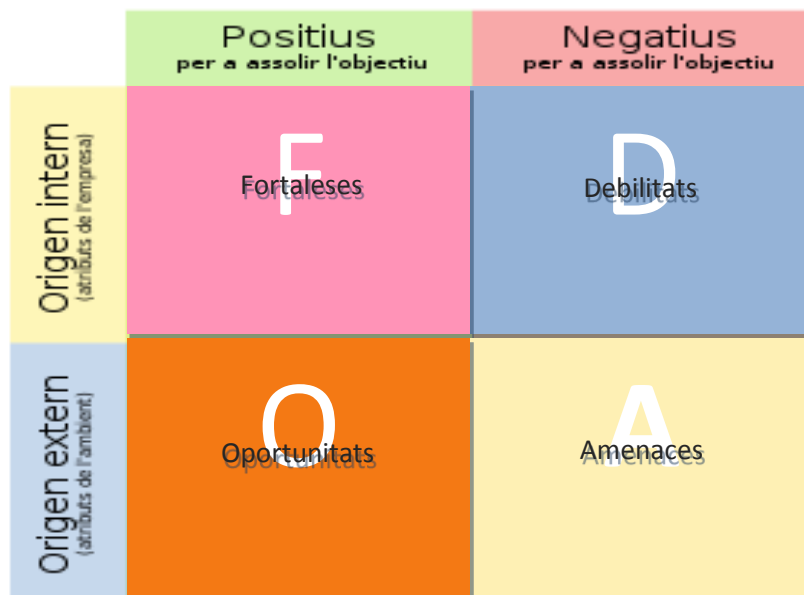 Positius
per a assolir l'objectiu
Negatius
per a assolir l'objectiu
Origen intern
(atributs de l'empresa)
F
Fortaleses
D
Debilitats
Origen extern
(atributs de l'ambient)
O
Oportunitats
A
Amenaces